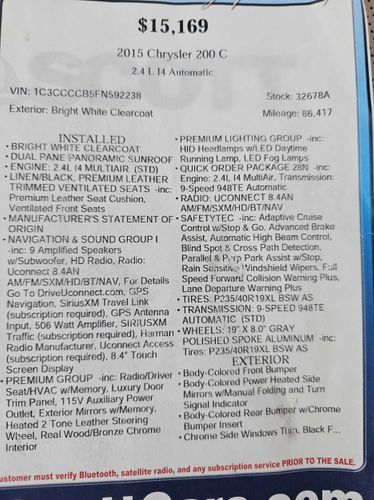 $15,169
2015 Chrysler 200 C
2.4 L I4 Automatic
VIN: 1C3CCCCB5FN592238
Stock: 32678A
Exterior: Bright White Clearcoat
Mileage: 86,417
INSTALLED
• BRIGHT WHITE CLEARCOAT
• DUAL PANE PANORAMIC SUNROOF
• ENGINE: 2.4L I4 MULTIAIR (STD)
• LINEN/BLACK, PREMIUM LEATHER
TRIMMED VENTILATED SEATS -inc:
Premium Leather Seat Cushion,
Ventilated Front Seats
• MANUFACTURER'S STATEMENT OF
ORIGIN
• NAVIGATION & SOUND GROUP I
-inc: 9 Amplified Speakers
w/Subwoofer, HD Radio, Radio:
Uconnect 8.4AN
AM/FM/SXM/HD/BT/NAV, For Details
Go To DriveUconnect.com, GPS
Navigation, SiriusXM Travel Link
(subscription required), GPS Antenna
Input, 506 Watt Amplifier, SIRIUSXM
Traffic (subscription required), Harman
Radio Manufacturer, Uconnect Access
(subscription required), 8.4" Touch
Screen Display
• PREMIUM GROUP -inc: Radio/Driver
Seat/HVAC w/Memory, Luxury Door
Trim Panel, 115V Auxiliary Power
Outlet, Exterior Mirrors w/Memory,
Heated 2 Tone Leather Steering
Wheel, Real Wood/Bronze Chrome
Interior
• PREMIUM LIGHTING GROUP -inc:
HID Headlamps w/LED Daytime
Running Lamp, LED Fog Lamps
• QUICK ORDER PACKAGE 28N -inc:
Engine: 2.4L I4 MultiAir, Transmission:
9-Speed 948TE Automatic
• RADIO: UCONNECT 8.4AN
AM/FM/SXM/HD/BT/NAV
• SAFETYTEC -inc: Adaptive Cruise
Control w/Stop & Go, Advanced Brake
Assist, Automatic High Beam Control,
Blind Spot & Cross Path Detection,
Parallel & Perp Park Assist w/Stop,
Rain Sensitive Windshield Wipers, Full
Speed Forward Collision Warning Plus,
Lane Departure Warning Plus
• TIRES: P235/40R19XL BSW AS
• TRANSMISSION: 9-SPEED 948TE
AUTOMATIC (STD)
• WHEELS: 19" X 8.0" GRAY
POLISHED SPOKE ALUMINUM -inc:
Tires: P235/40R19XL BSW AS
EXTERIOR
• Body-Colored Front Bumper
• Body-Colored Power Heated Side
Mirrors w/Manual Folding and Turn
Signal Indicator
• Body-Colored Rear Bumper w/Chrome
Bumper Insert
• Chrome Side Windows Trim, Black F...
ustomer must verify Bluetooth, satellite radio, and any subscription service PRIOR TO THE SALE.